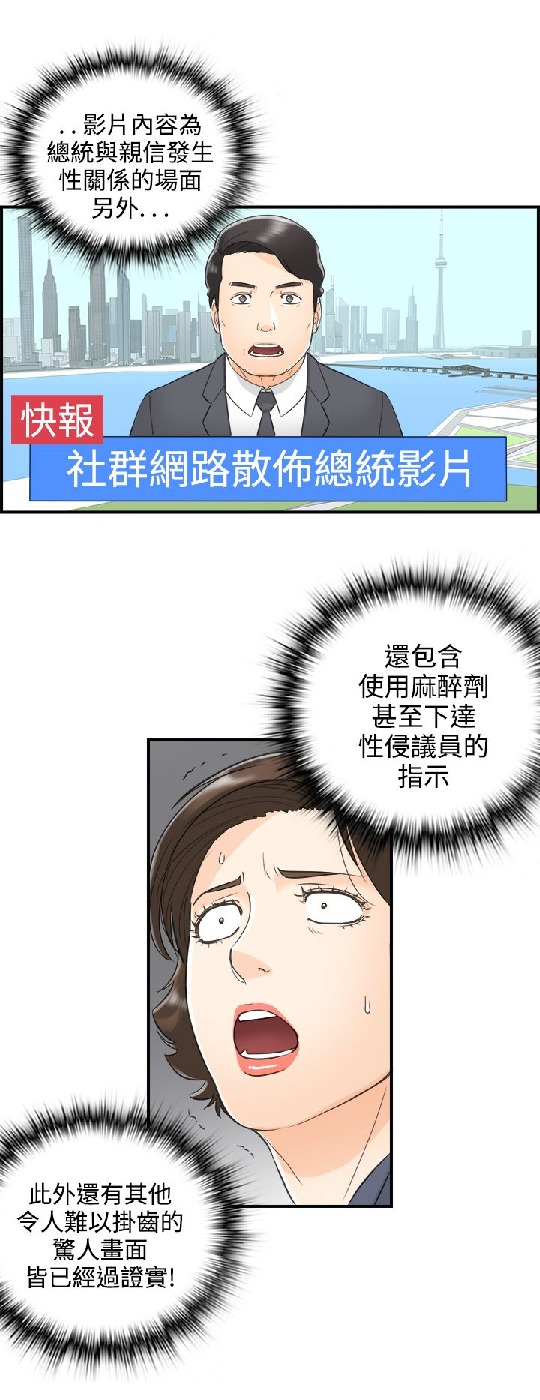 ..影片內容為
總統與親信發生
性關係的場面
另外...
快報
社群網路散佈總統影片
還包含
使用麻醉劑
甚至下達
性侵議員的
指示
此外還有其他
令人難以掛齒的
驚人畫面
皆已經過證實!